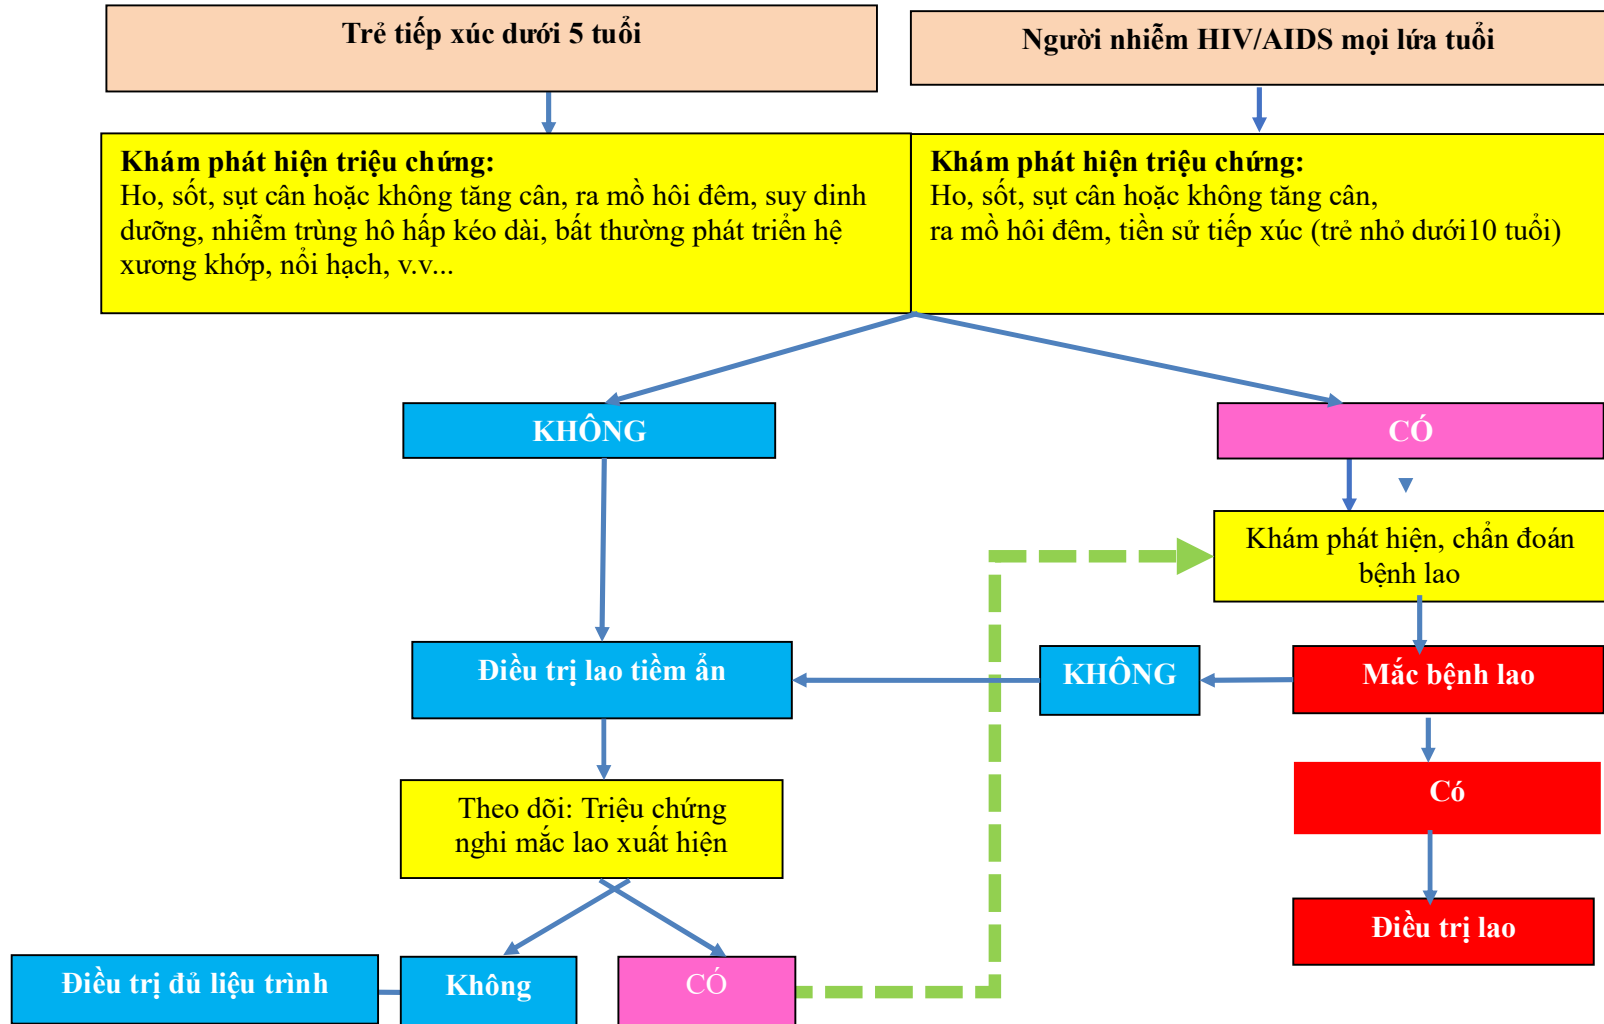 Trẻ tiếp xúc dưới 5 tuổi
Người nhiễm HIV/AIDS mọi lứa tuổi
Khám phát hiện triệu chứng:
Ho, sốt, sụt cân hoặc không tăng cân, ra mồ hôi đêm, suy dinh
dưỡng, nhiễm trùng hô hấp kéo dài, bất thường phát triển hệ
xương khớp, nổi hạch, v.v...
Khám phát hiện triệu chứng:
Ho, sốt, sụt cân hoặc không tăng cân,
ra mồ hôi đêm, tiền sử tiếp xúc (trẻ nhỏ dưới10 tuổi)
KHÔNG
CÓ
Khám phát hiện, chẩn đoán
bệnh lao
Điều trị lao tiềm ẩn
KHÔNG
Mắc bệnh lao
Có
Theo dõi: Triệu chứng
nghi mắc lao xuất hiện
Điều trị lao
Điều trị đủ liệu trình
Không
CÓ